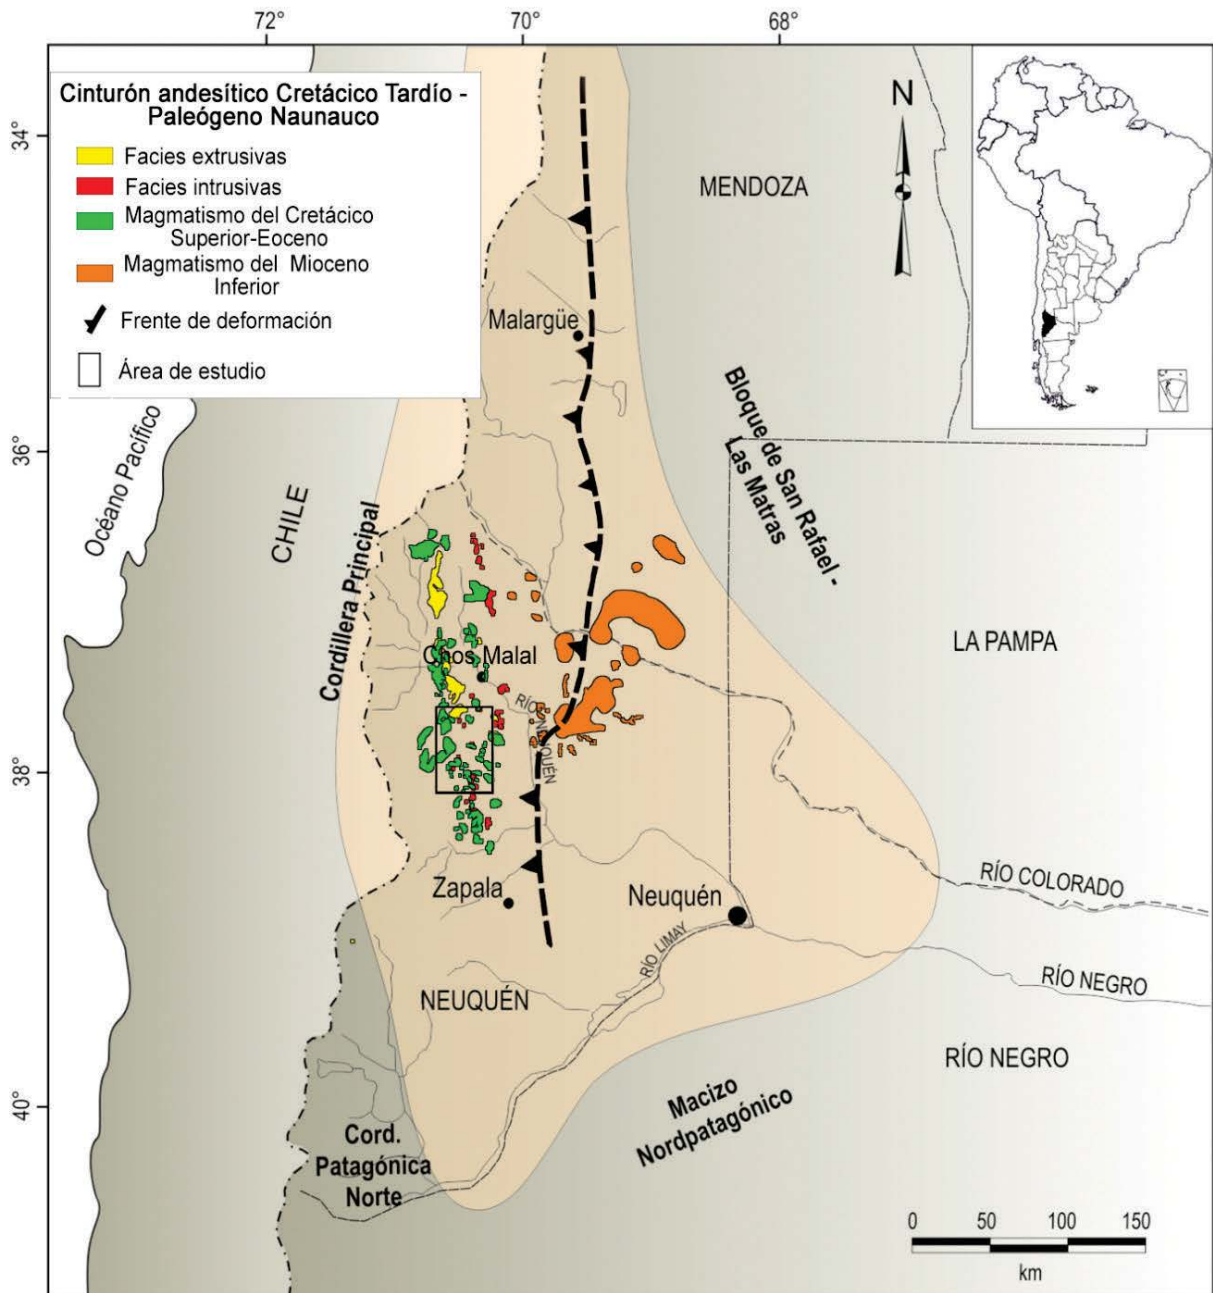 72°
70°
68°
34°
36°
38°
40°
Cinturón andesítico Cretácico Tardío -
Paleógeno Naunauco
Facies extrusivas
Facies intrusivas
Magmatismo del Cretácico
Superior-Eoceno
Magmatismo del Mioceno
Inferior
Frente de deformación
Área de estudio
N
MENDOZA
Malargüe
Bloque de San Rafael -
Las Matras
Océano Pacífico
CHILE
Cordillera Principal
Chos Malal
RÍO NEUQUÉN
LA PAMPA
Zapala
Neuquén
RÍO COLORADO
RÍO LIMAY
RÍO NEGRO
NEUQUÉN
RÍO NEGRO
Macizo
Nordpatagónico
Cord.
Patagónica
Norte
0 50 100 150
km